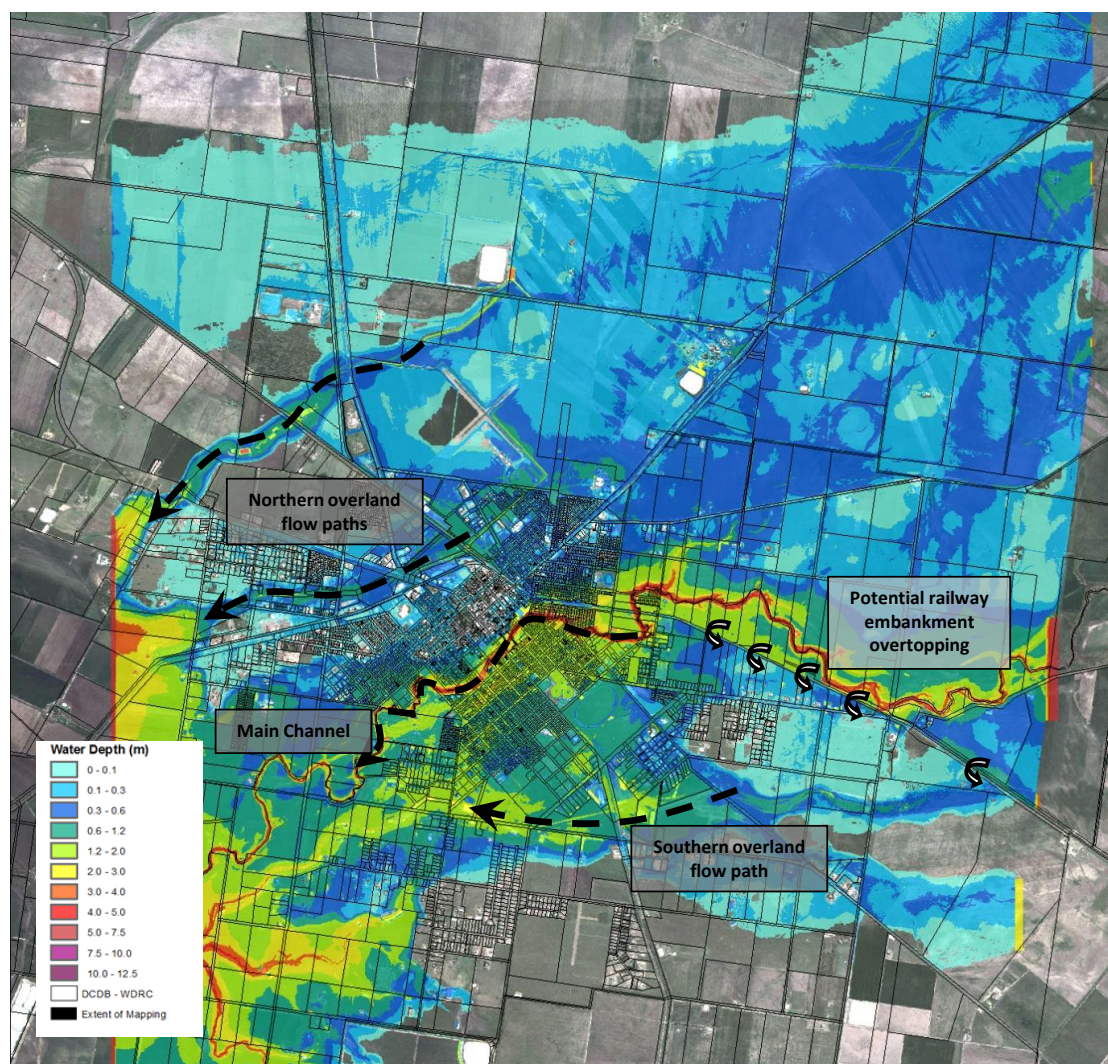 Northern overland
flow paths
Potential railway
embankment
overtopping
Main Channel
Southern overland
flow path
Water Depth (m)
0 - 0.1
0.1 - 0.3
0.3 - 0.6
0.6 - 1.2
1.2 - 2.0
2.0 - 3.0
3.0 - 4.0
4.0 - 5.0
5.0 - 7.5
7.5 - 10.0
10.0 - 12.5
DCDB - WDRC
Extent of Mapping